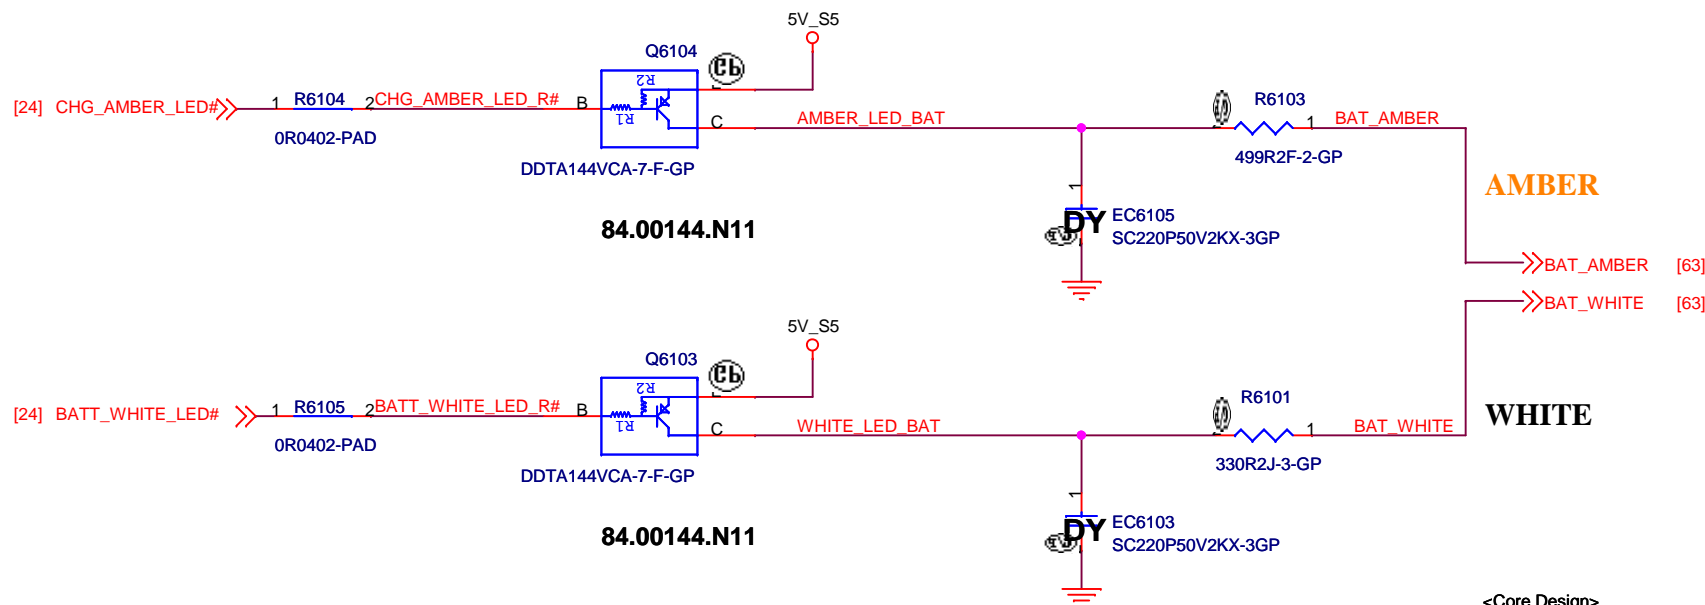 5V_S5
Q6104
R2
R1
[24] CHG_AMBER_LED#
1 R6104 2
CHG_AMBER_LED_R#
B
C
0R0402-PAD
DDTA144VCA-7-F-GP
84.00144.N11
AMBER_LED_BAT
R6103
1
BAT_AMBER
499R2F-2-GP
AMBER
1
DY
EC6105
SC220P50V2KX-3GP
BAT_AMBER [63]
BAT_WHITE [63]
5V_S5
Q6103
R2
R1
[24] BATT_WHITE_LED#
1 R6105 2
BATT_WHITE_LED_R#
B
C
0R0402-PAD
DDTA144VCA-7-F-GP
84.00144.N11
WHITE_LED_BAT
R6101
1
BAT_WHITE
330R2J-3-GP
WHITE
1
DY
EC6103
SC220P50V2KX-3GP
<Core Design>